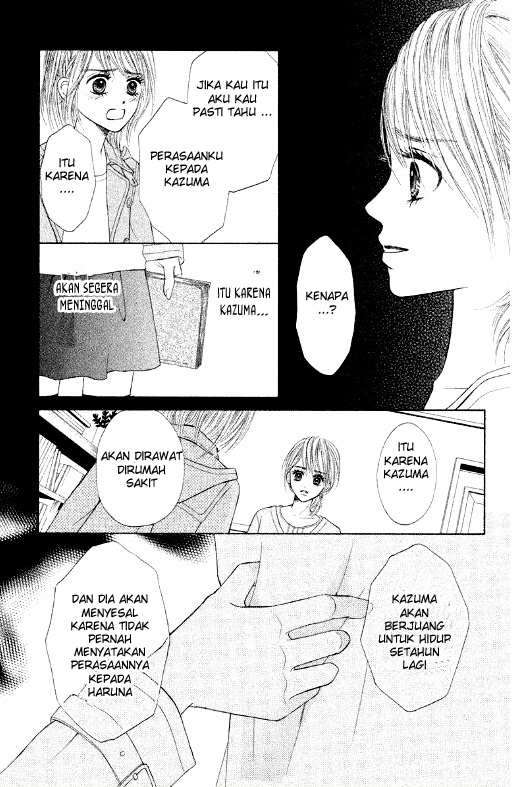 KENAPA
...?
JIKA KAU ITU
AKU KAU
PASTI TAHU ...
PERASAANKU
KEPADA
KAZUMA
ITU
KARENA
....
ITU KARENA
KAZUMA...
AKAN SEGERA
MENINGGAL
ITU
KARENA
KAZUMA
....
AKAN DIRAWAT
DIRUMAH
SAKIT
KAZUMA
AKAN
BERJUANG
UNTUK HIDUP
SETAHUN
LAGI
DAN DIA AKAN
MENYESAL
KARENA TIDAK
PERNAH
MENYATAKAN
PERASAANNYA
KEPADA
HARUNA